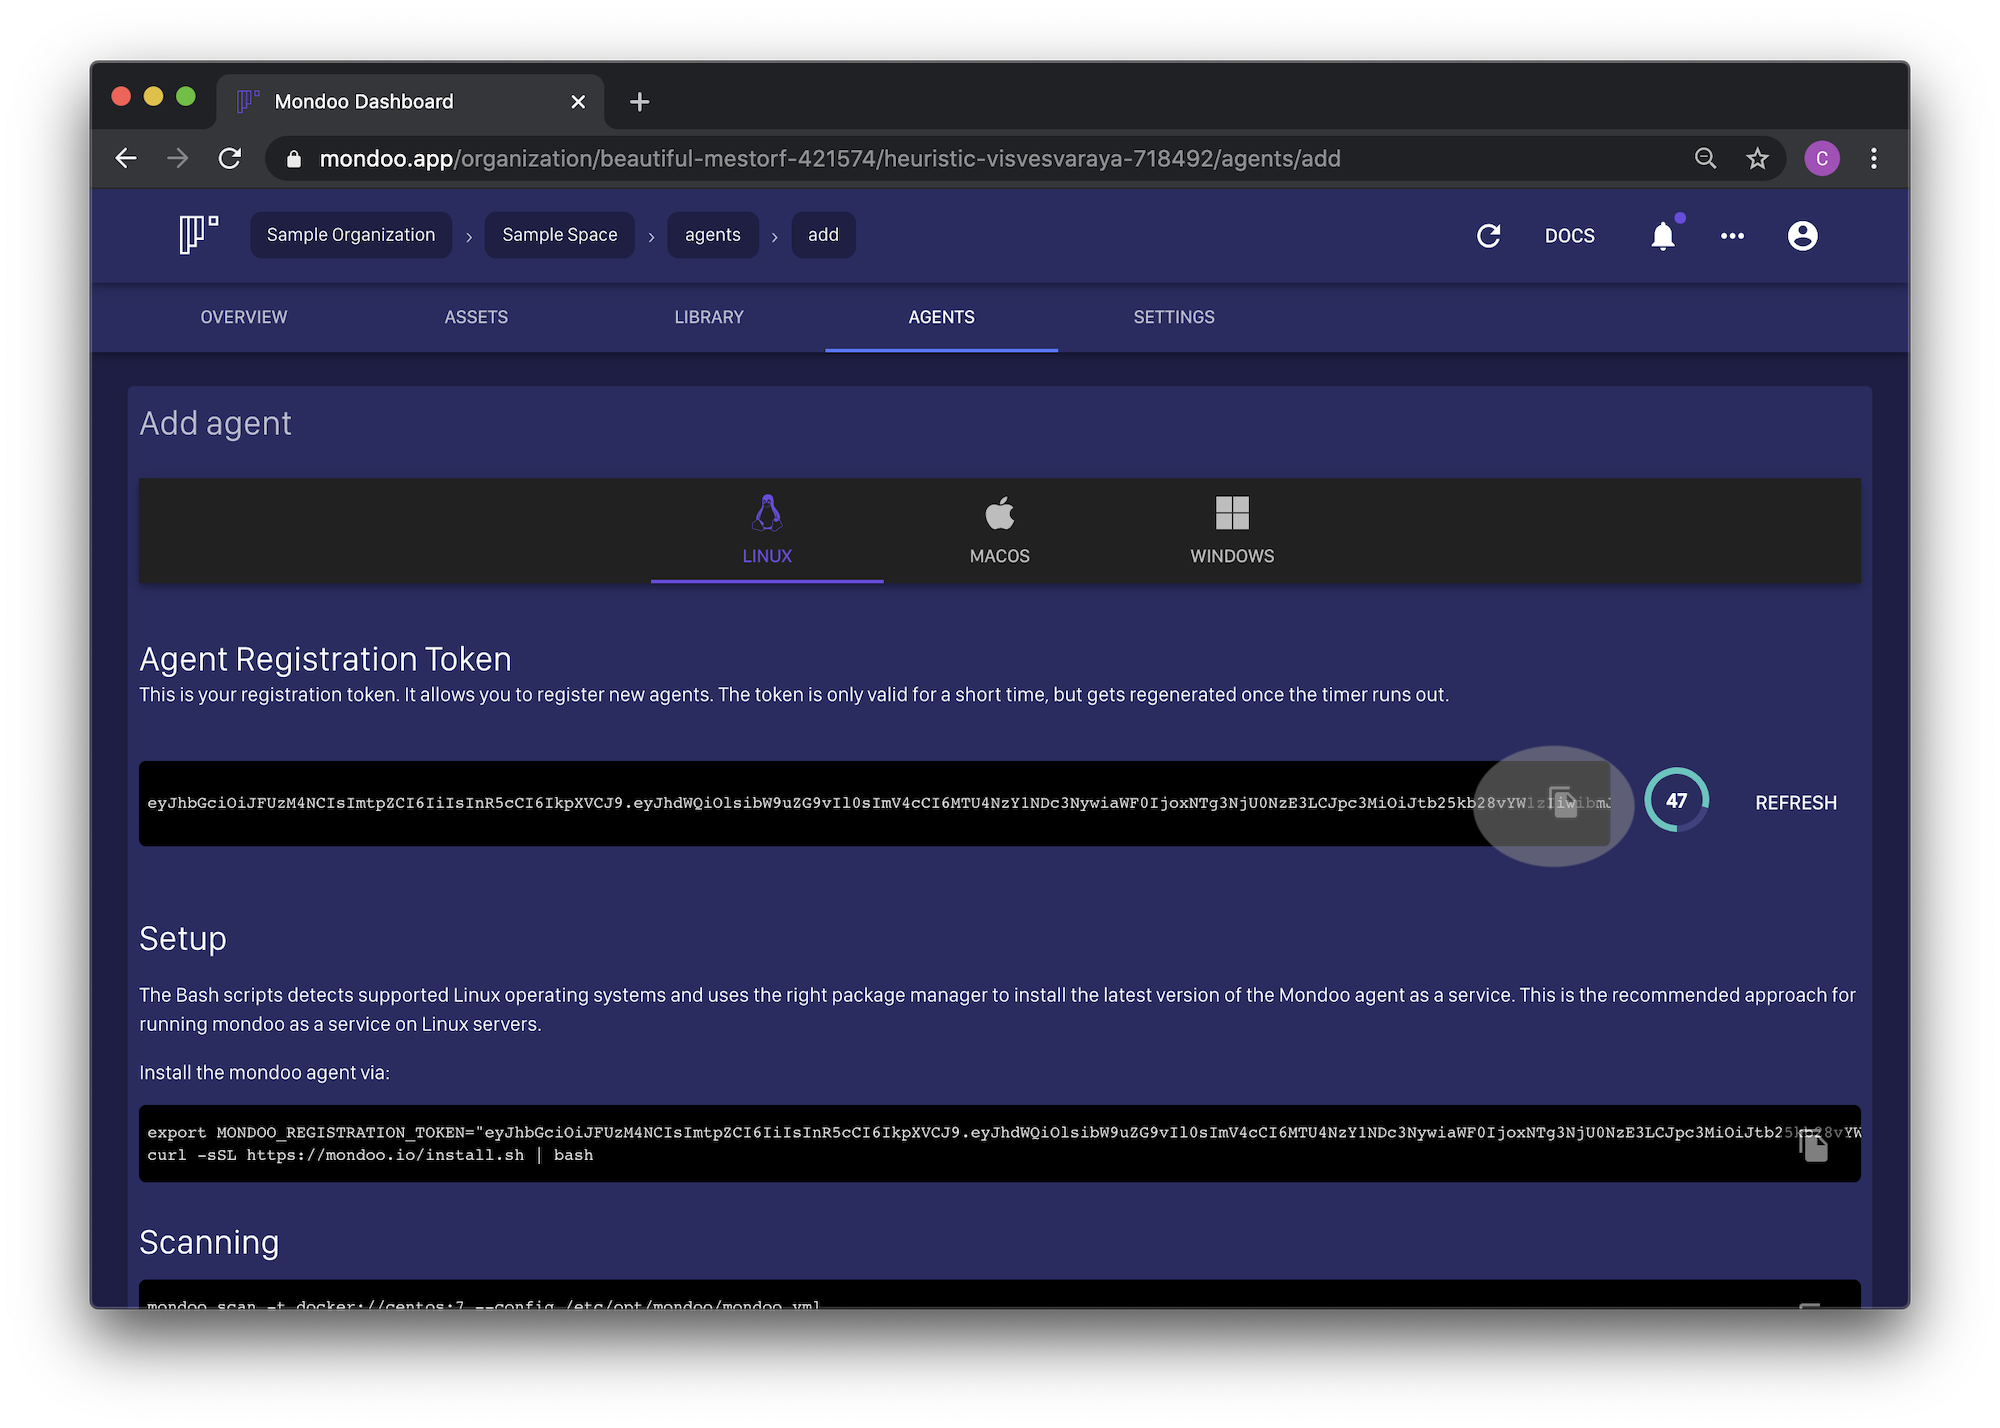 Mondoo Dashboard
mondoo.app/organization/beautiful-mestorf-421574/heuristic-visvesvaraya-718492/agents/add
C
Sample Organization › Sample Space › agents › add
DOCS
OVERVIEW ASSETS LIBRARY AGENTS SETTINGS
Add agent
LINUX MACOS WINDOWS
Agent Registration Token
This is your registration token. It allows you to register new agents. The token is only valid for a short time, but gets regenerated once the timer runs out.
eyJhbGciOiJFUzM4NCIsImtpZCI6IiIsInR5cCI6IkpXVCJ9.eyJhdWQiOlsibW9uZG9vIl0sImV4cCI6MTU4NzY1NDc3NywiaWF0IjoxNTg3NjU0NzE3LCJpc3MiOiJtb25kb28vYW1zIiwibmJ
47 REFRESH
Setup
The Bash scripts detects supported Linux operating systems and uses the right package manager to install the latest version of the Mondoo agent as a service. This is the recommended approach for
running mondoo as a service on Linux servers.
Install the mondoo agent via:
export MONDOO_REGISTRATION_TOKEN="eyJhbGciOiJFUzM4NCIsImtpZCI6IiIsInR5cCI6IkpXVCJ9.eyJhdWQiOlsibW9uZG9vIl0sImV4cCI6MTU4NzY1NDc3NywiaWF0IjoxNTg3NjU0NzE3LCJpc3MiOiJtb25kb28vYW
curl -sSL https://mondoo.io/install.sh | bash
Scanning
mondoo scan -t docker://centos:7 --config /etc/opt/mondoo/mondoo.yml